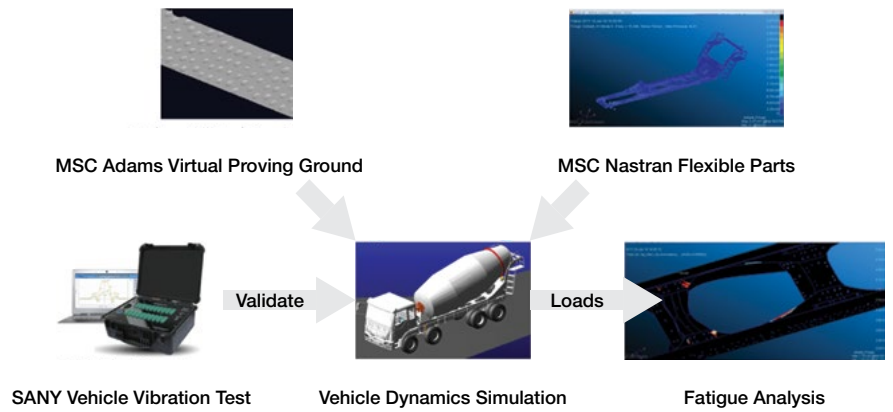 MSC Adams Virtual Proving Ground
MSC Nastran Flexible Parts
Validate
Loads
SANY Vehicle Vibration Test
Vehicle Dynamics Simulation
Fatigue Analysis